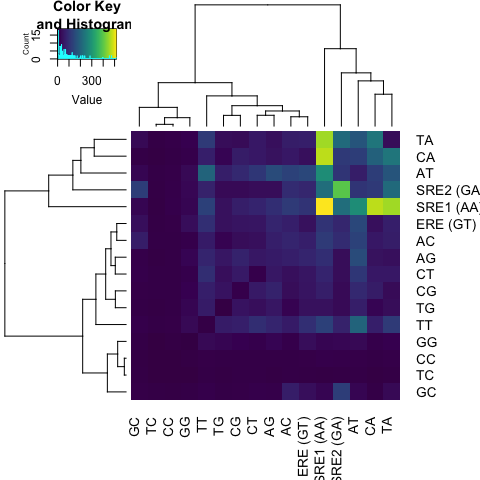 Color Key
and Histogram
Count
0 15
0 300
Value
TA
CA
AT
SRE2 (GA
SRE1 (AA)
ERE (GT)
AC
AG
CT
CG
TG
TT
GG
CC
TC
GC
GC TC CC GG TT TG CG CT AG AC ERE (GT) SRE1 (AA) SRE2 (GA) AT CA TA